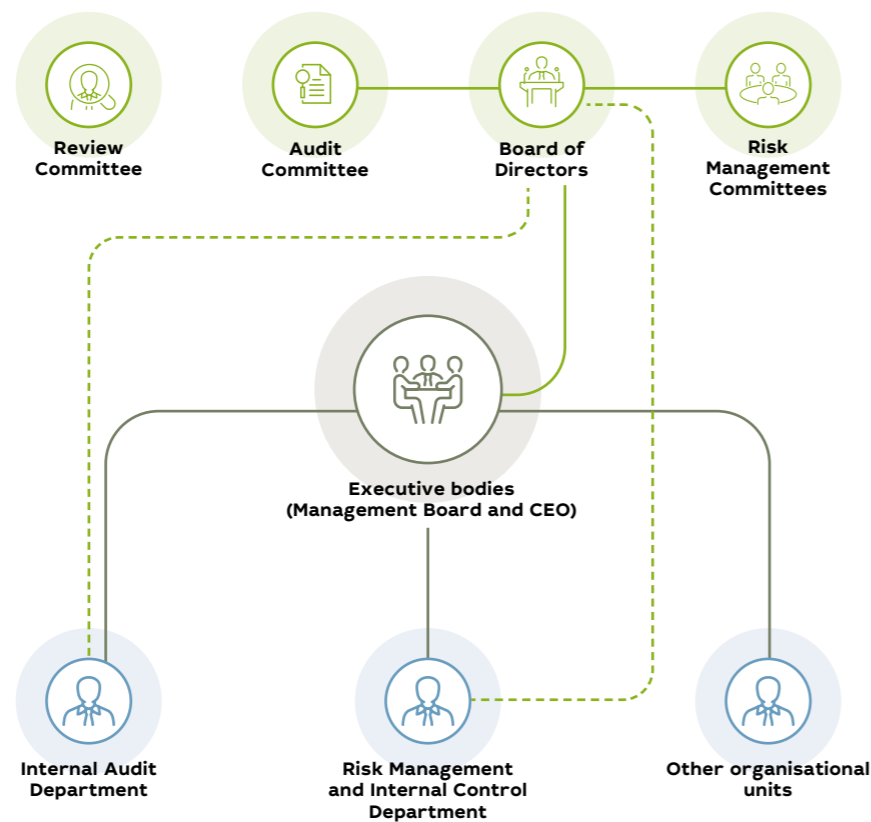 Review
Committee
Audit
Committee
Board of
Directors
Risk
Management
Committees
Executive bodies
(Management Board and CEO)
Internal Audit
Department
Risk Management
and Internal Control
Department
Other organisational
units